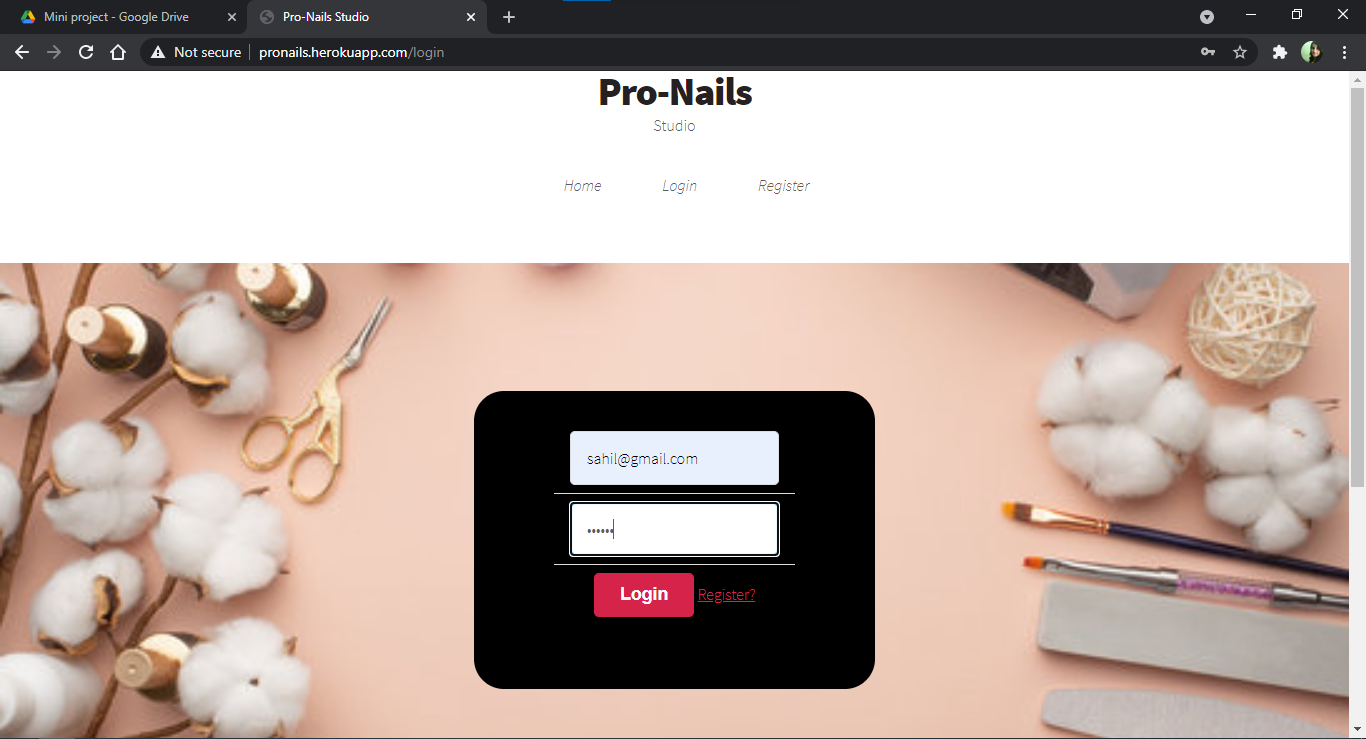 Mini project - Google Drive
Pro-Nails Studio
Not secure
pronails.herokuapp.com/login
Pro-Nails
Studio
Home Login Register
sahil@gmail.com
••••••
Login Register?